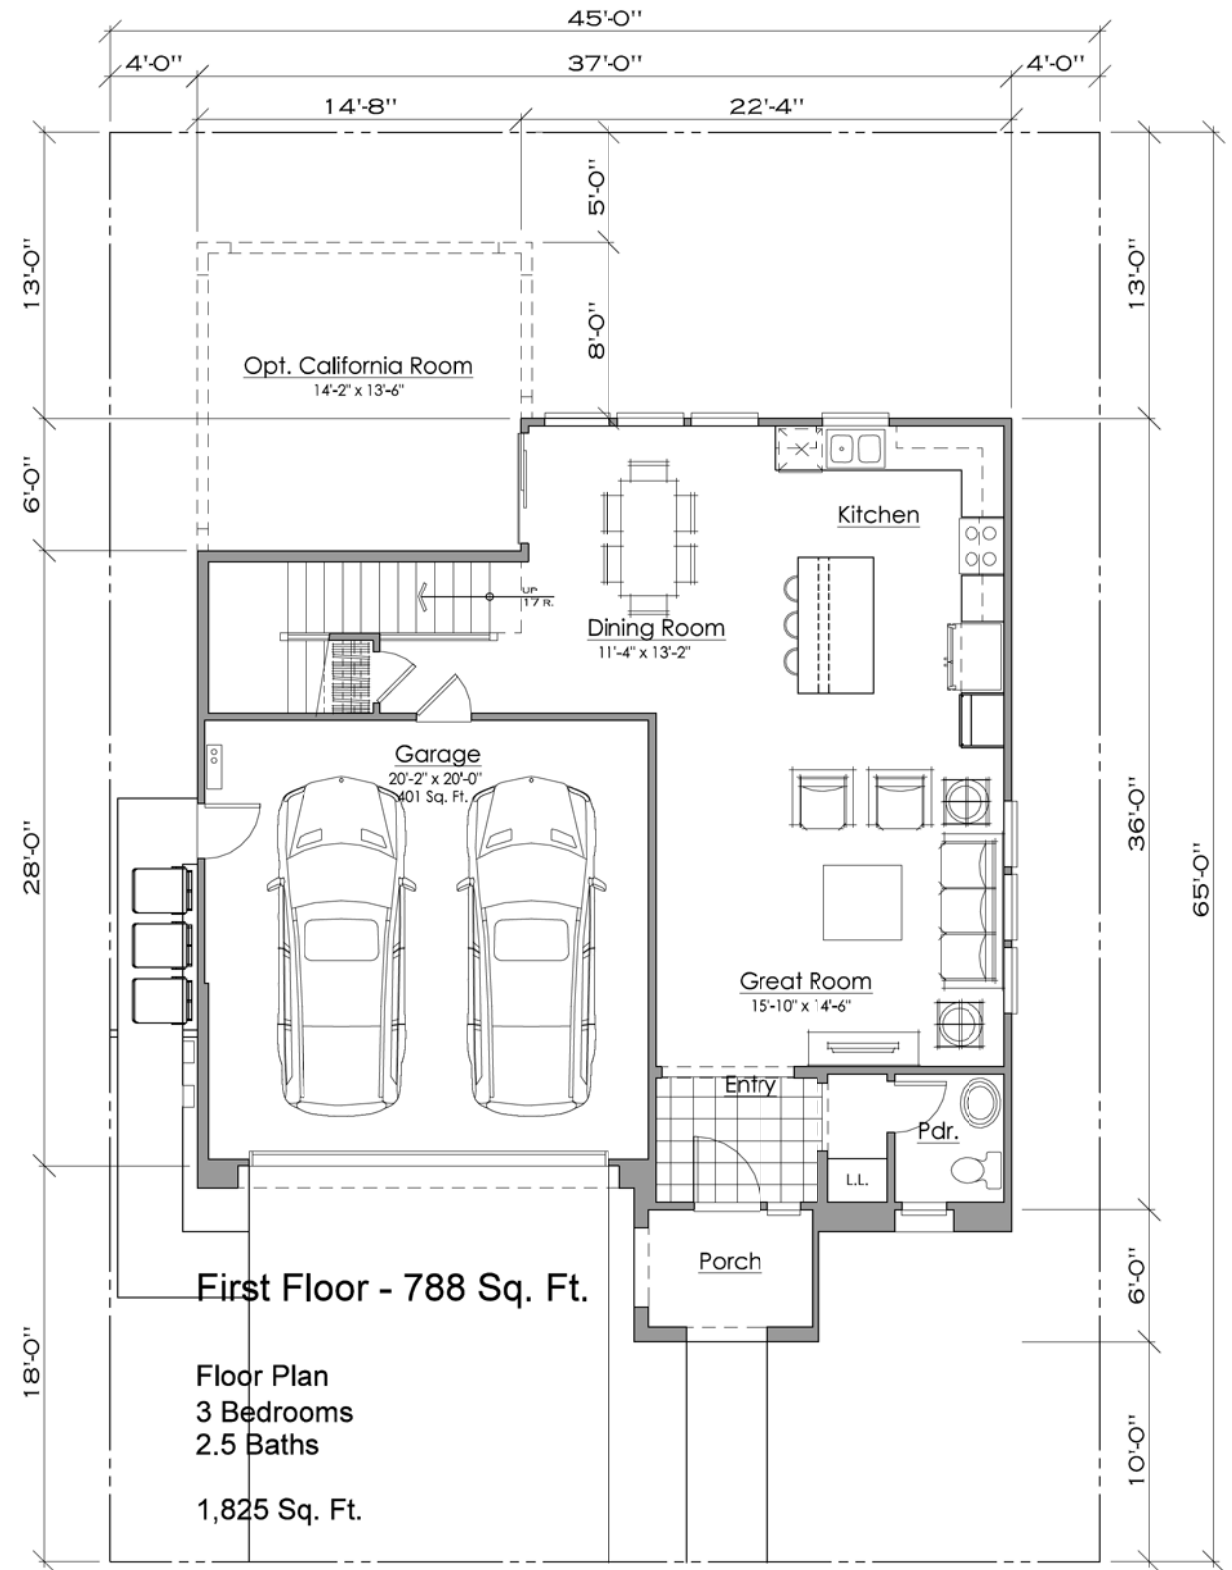 45'-0"
4'-0" 37'-0" 4'-0"
14'-8" 22'-4"
5'-0"
13'-0" 13'-0"
8'-0"
Opt. California Room
14'-2" x 13'-6"
6'-0"
Kitchen
UP
17 R.
Dining Room
11'-4" x 13'-2"
Garage
20'-2" x 20'-0"
401 Sq. Ft.
28'-0" 36'-0"
65'-0"
Great Room
15'-10" x 14'-6"
Entry
Pdr.
L.L.
Porch
6'-0"
First Floor - 788 Sq. Ft.
18'-0"
Floor Plan
3 Bedrooms
2.5 Baths
10'-0"
1,825 Sq. Ft.